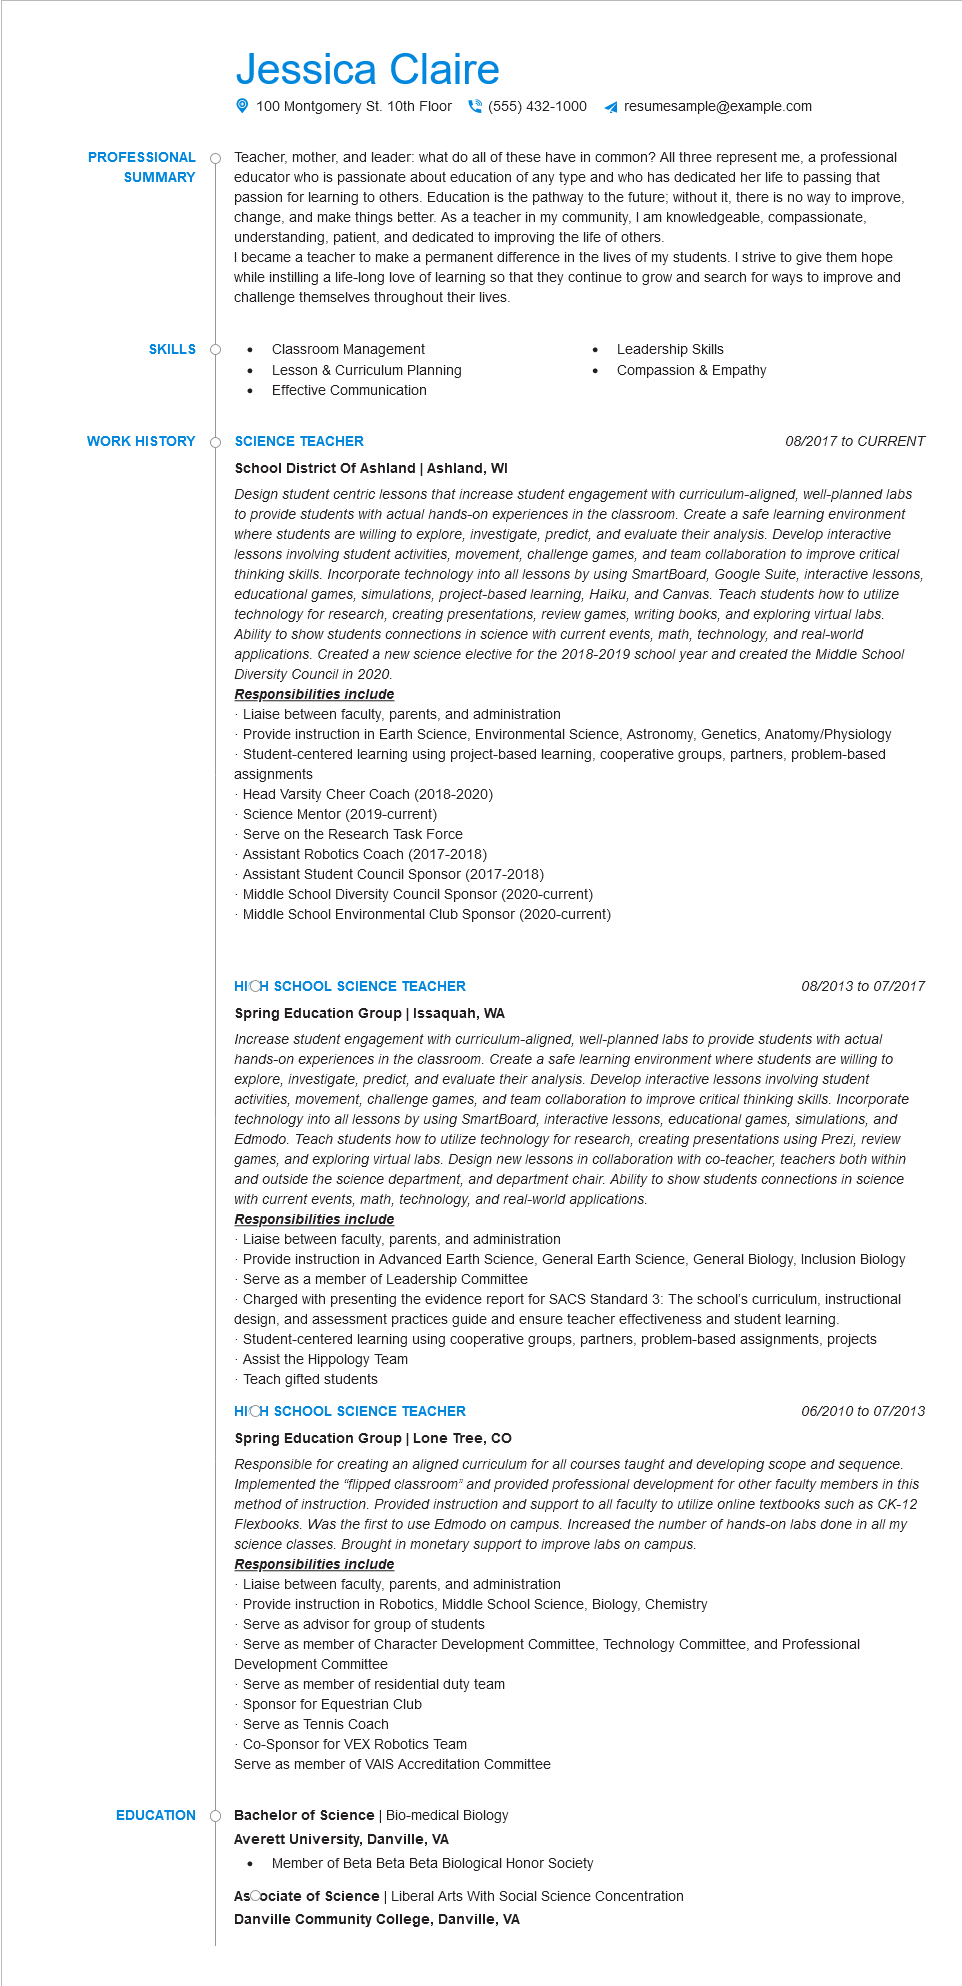 Jessica Claire
100 Montgomery St. 10th Floor (555) 432-1000 resumesample@example.com
PROFESSIONAL SUMMARY
Teacher, mother, and leader: what do all of these have in common? All three represent me, a professional
educator who is passionate about education of any type and who has dedicated her life to passing that
passion for learning to others. Education is the pathway to the future; without it, there is no way to improve,
change, and make things better. As a teacher in my community, I am knowledgeable, compassionate,
understanding, patient, and dedicated to improving the life of others.
I became a teacher to make a permanent difference in the lives of my students. I strive to give them hope
while instilling a life-long love of learning so that they continue to grow and search for ways to improve and
challenge themselves throughout their lives.
SKILLS
• Classroom Management
• Lesson & Curriculum Planning
• Effective Communication
• Leadership Skills
• Compassion & Empathy
WORK HISTORY
SCIENCE TEACHER 08/2017 to CURRENT
School District Of Ashland | Ashland, WI
Design student centric lessons that increase student engagement with curriculum-aligned, well-planned labs
to provide students with actual hands-on experiences in the classroom. Create a safe learning environment
where students are willing to explore, investigate, predict, and evaluate their analysis. Develop interactive
lessons involving student activities, movement, challenge games, and team collaboration to improve critical
thinking skills. Incorporate technology into all lessons by using SmartBoard, Google Suite, interactive lessons,
educational games, simulations, project-based learning, Haiku, and Canvas. Teach students how to utilize
technology for research, creating presentations, review games, writing books, and exploring virtual labs.
Ability to show students connections in science with current events, math, technology, and real-world
applications. Created a new science elective for the 2018-2019 school year and created the Middle School
Diversity Council in 2020.
Responsibilities include
· Liaise between faculty, parents, and administration
· Provide instruction in Earth Science, Environmental Science, Astronomy, Genetics, Anatomy/Physiology
· Student-centered learning using project-based learning, cooperative groups, partners, problem-based
assignments
· Head Varsity Cheer Coach (2018-2020)
· Science Mentor (2019-current)
· Serve on the Research Task Force
· Assistant Robotics Coach (2017-2018)
· Assistant Student Council Sponsor (2017-2018)
· Middle School Diversity Council Sponsor (2020-current)
· Middle School Environmental Club Sponsor (2020-current)
HIGH SCHOOL SCIENCE TEACHER 08/2013 to 07/2017
Spring Education Group | Issaquah, WA
Increase student engagement with curriculum-aligned, well-planned labs to provide students with actual
hands-on experiences in the classroom. Create a safe learning environment where students are willing to
explore, investigate, predict, and evaluate their analysis. Develop interactive lessons involving student
activities, movement, challenge games, and team collaboration to improve critical thinking skills. Incorporate
technology into all lessons by using SmartBoard, interactive lessons, educational games, simulations, and
Edmodo. Teach students how to utilize technology for research, creating presentations using Prezi, review
games, and exploring virtual labs. Design new lessons in collaboration with co-teacher, teachers both within
and outside the science department, and department chair. Ability to show students connections in science
with current events, math, technology, and real-world applications.
Responsibilities include
· Liaise between faculty, parents, and administration
· Provide instruction in Advanced Earth Science, General Earth Science, General Biology, Inclusion Biology
· Serve as a member of Leadership Committee
· Charged with presenting the evidence report for SACS Standard 3: The school's curriculum, instructional
design, and assessment practices guide and ensure teacher effectiveness and student learning.
· Student-centered learning using cooperative groups, partners, problem-based assignments, projects
· Assist the Hippology Team
· Teach gifted students
HIGH SCHOOL SCIENCE TEACHER 06/2010 to 07/2013
Spring Education Group | Lone Tree, CO
Responsible for creating an aligned curriculum for all courses taught and developing scope and sequence.
Implemented the “flipped classroom” and provided professional development for other faculty members in this
method of instruction. Provided instruction and support to all faculty to utilize online textbooks such as CK-12
Flexbooks. Was the first to use Edmodo on campus. Increased the number of hands-on labs done in all my
science classes. Brought in monetary support to improve labs on campus.
Responsibilities include
· Liaise between faculty, parents, and administration
· Provide instruction in Robotics, Middle School Science, Biology, Chemistry
· Serve as advisor for group of students
· Serve as member of Character Development Committee, Technology Committee, and Professional
Development Committee
· Serve as member of residential duty team
· Sponsor for Equestrian Club
· Serve as Tennis Coach
· Co-Sponsor for VEX Robotics Team
Serve as member of VAIS Accreditation Committee
EDUCATION
Bachelor of Science | Bio-medical Biology
Averett University, Danville, VA
• Member of Beta Beta Beta Biological Honor Society
Associate of Science | Liberal Arts With Social Science Concentration
Danville Community College, Danville, VA